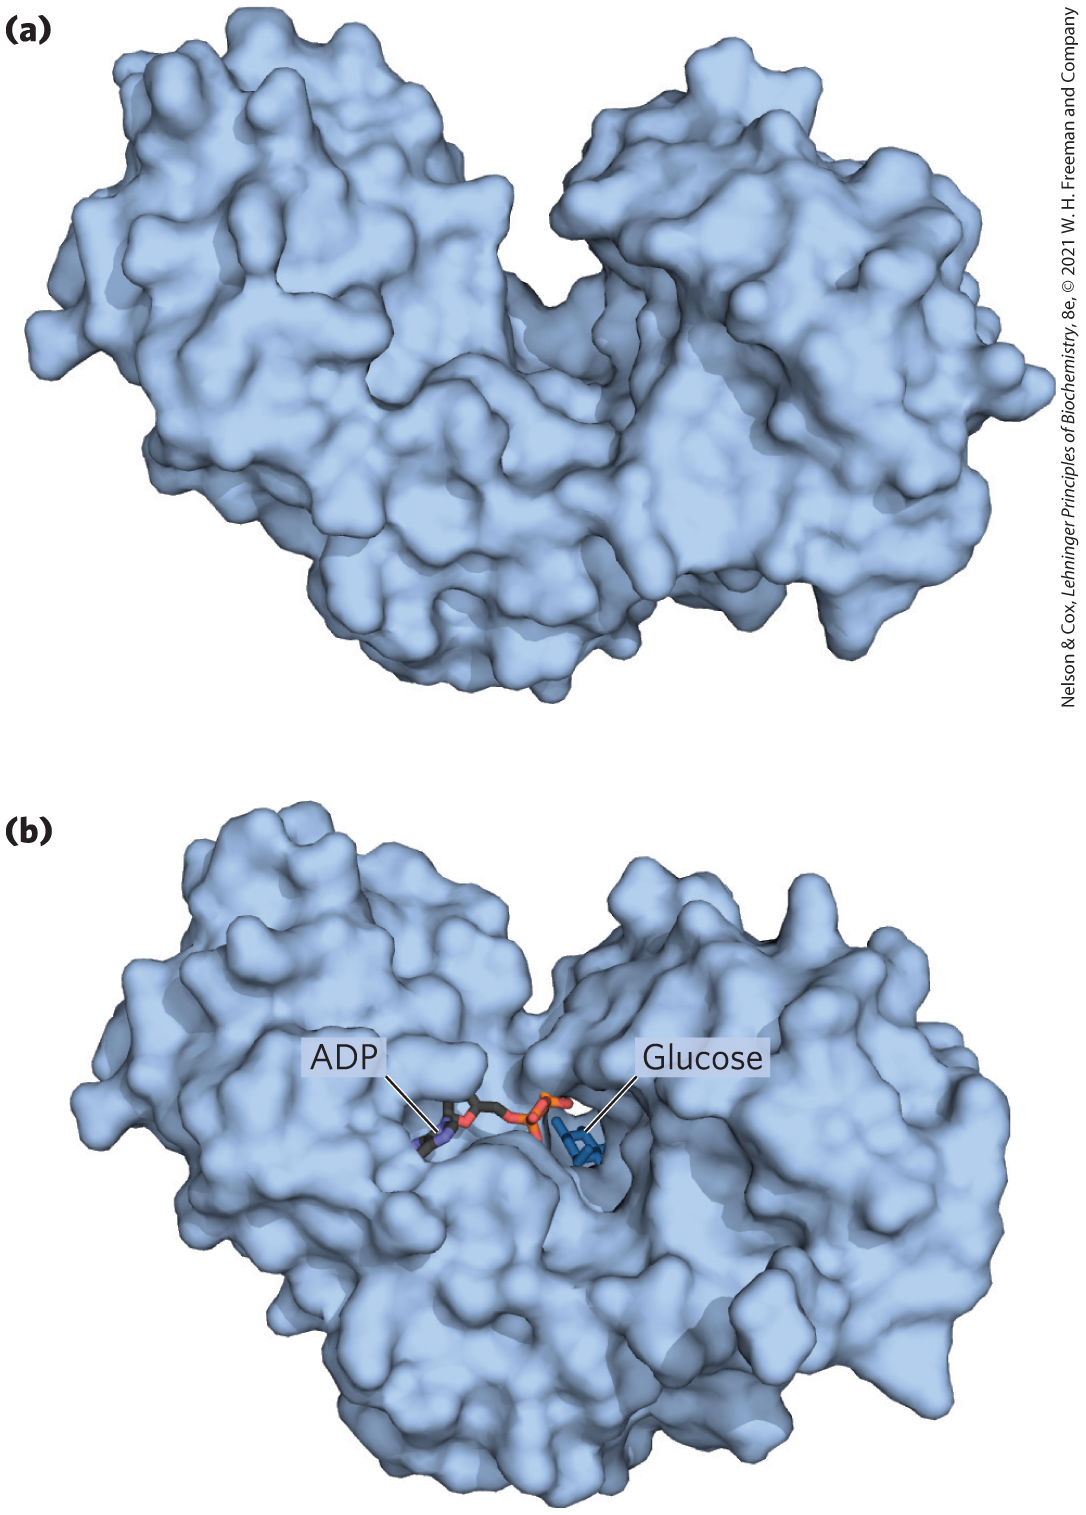 (a)
Nelson & Cox, Lehninger Principles of Biochemistry, 8e, © 2021 W. H. Freeman and Company
(b)
ADP
Glucose